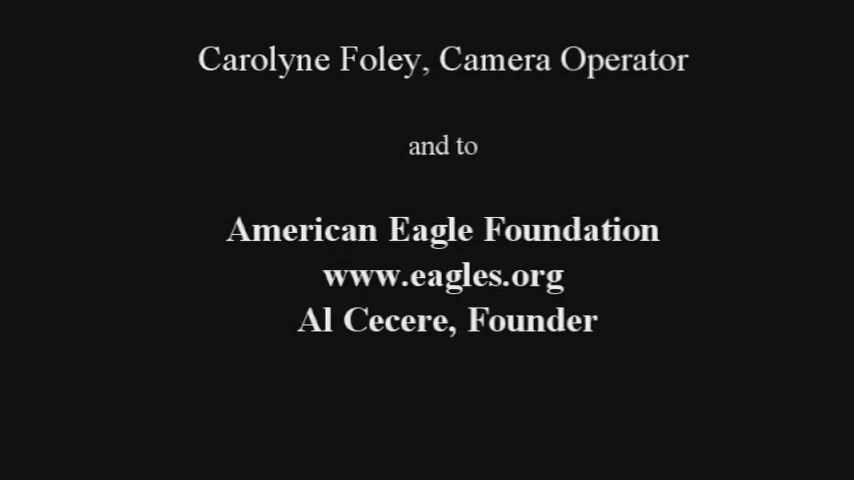 Carolyne Foley, Camera Operator
and to
American Eagle Foundation
www.eagles.org
Al Cecere, Founder